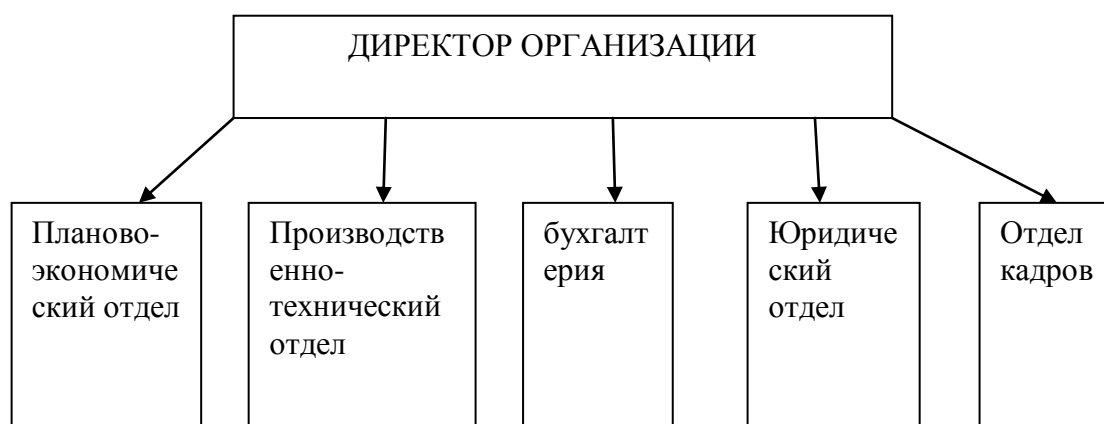 ДИРЕКТОР ОРГАНИЗАЦИИ
Планово-
экономиче
ский отдел
Производств
енно-
технический
отдел
бухгалт
ерия
Юридиче
ский
отдел
Отдел
кадров